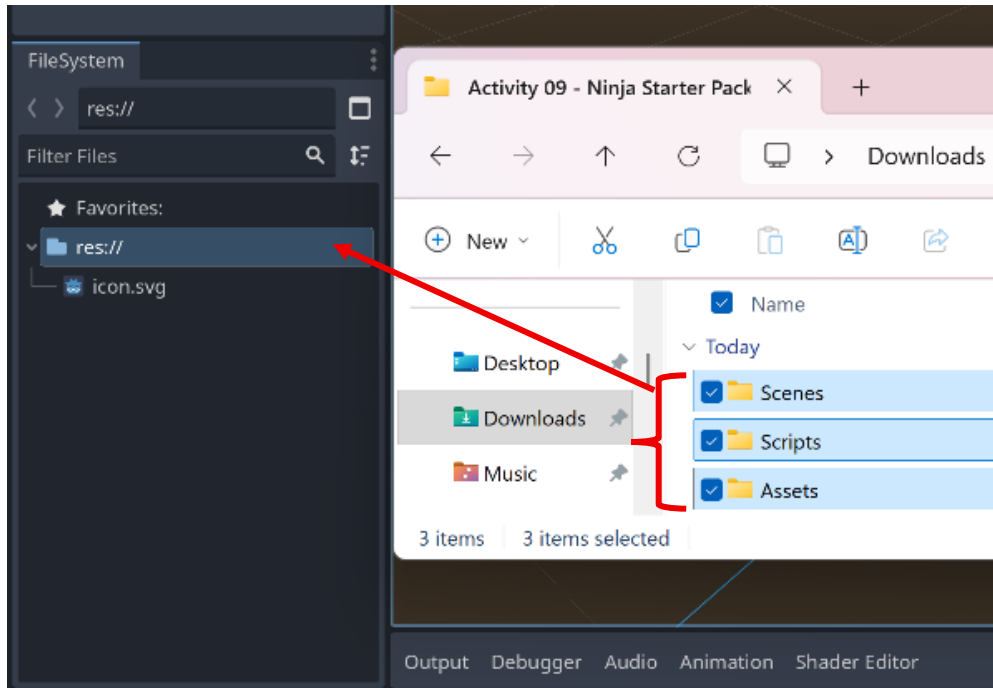 FileSystem
res://
Filter Files
Favorites:
res://
icon.svg
Activity 09 - Ninja Starter Pack
Downloads
New
Name
Today
Desktop
Downloads
Music
Scenes
Scripts
Assets
3 items
3 items selected
Output Debugger Audio Animation Shader Editor